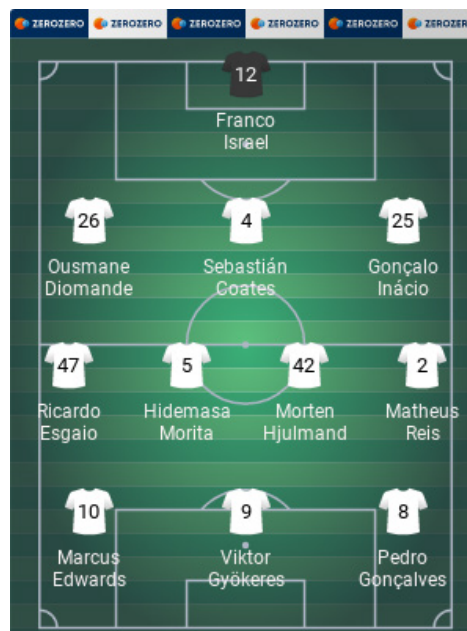 ZEROZERO ZEROZERO ZEROZERO ZEROZERO ZEROZERO ZEROZER
12
Franco
Israel
26 4 25
Ousmane Sebastián Gonçalo
Diomande Coates Inácio
47 5 42 2
Ricardo Hidemasa Morten Matheus
Esgaio Morita Hjulmand Reis
10 9 8
Marcus Viktor Pedro
Edwards Gyökeres Gonçalves